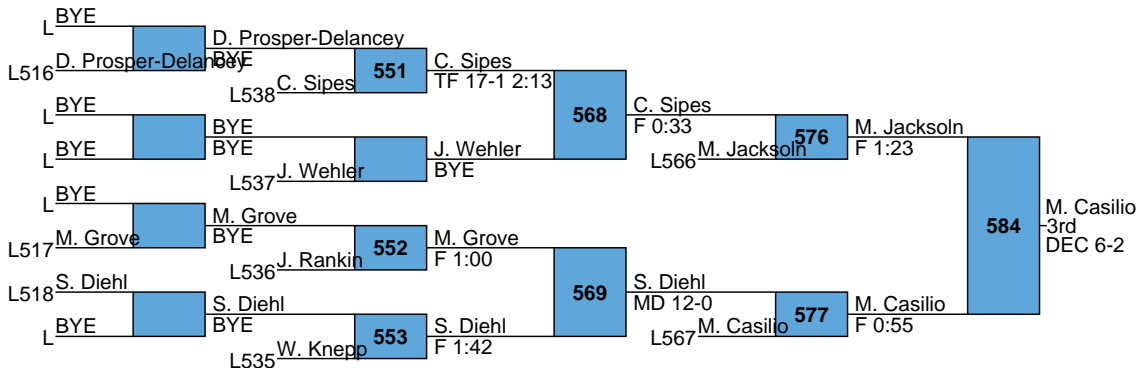 L BYE
L516 D. Prosper-Delancey
D. Prosper-Delancey
BYE
L538 C. Sipes
551
C. Sipes
TF 17-1 2:13
L BYE
L BYE
BYE
BYE
L537 J. Wehler
J. Wehler
BYE
568
C. Sipes
F 0:33
L566 M. Jacksoln
576
M. Jacksoln
F 1:23
L BYE
L517 M. Grove
M. Grove
BYE
L536 J. Rankin
552
M. Grove
F 1:00
L518 S. Diehl
L BYE
S. Diehl
BYE
L535 W. Knepp
553
S. Diehl
F 1:42
569
S. Diehl
MD 12-0
L567 M. Casilio
577
M. Casilio
F 0:55
584
M. Casilio
3rd
DEC 6-2